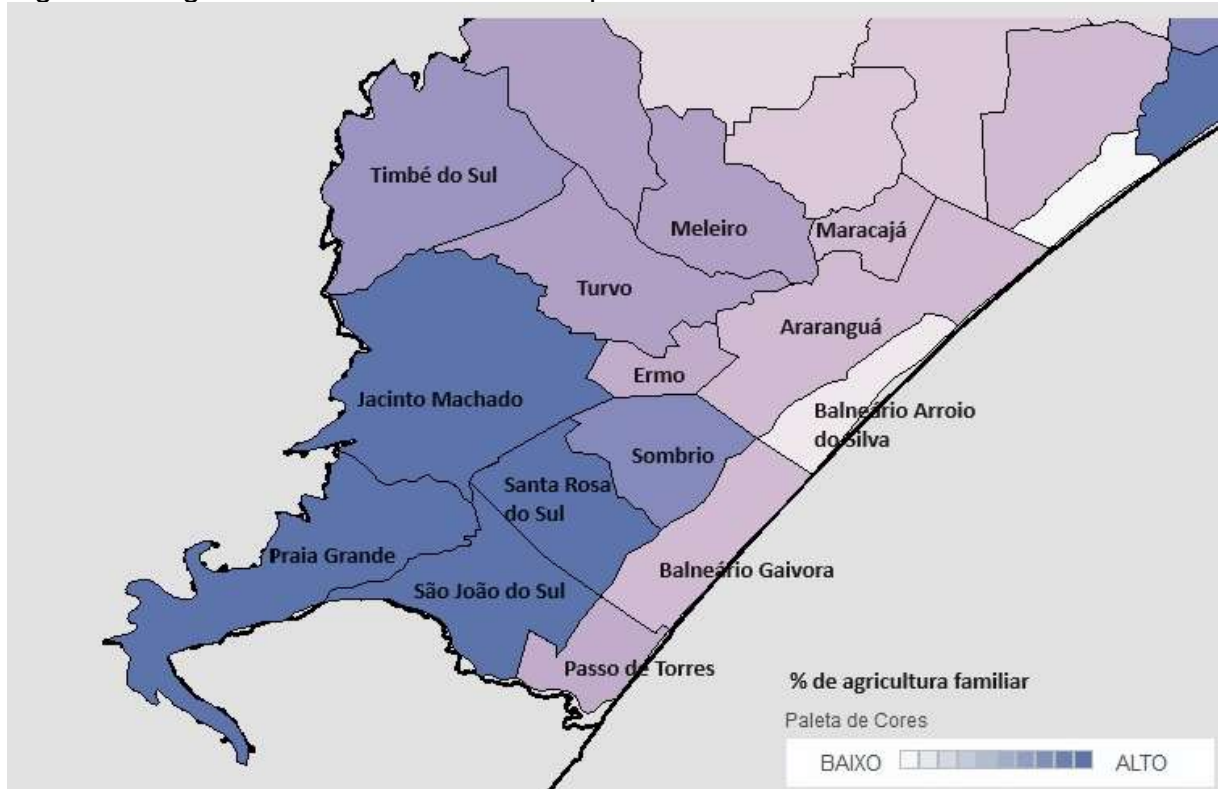 Timbé do Sul
Meleiro
Maracajá
Turvo
Araranguá
Ermo
Jacinto Machado
Balneário Arroio
do Silva
Sombrio
Santa Rosa
do Sul
Praia Grande
Balneário Gaivora
São João do Sul
Passo de Torres
% de agricultura familiar
Paleta de Cores
BAIXO
ALTO